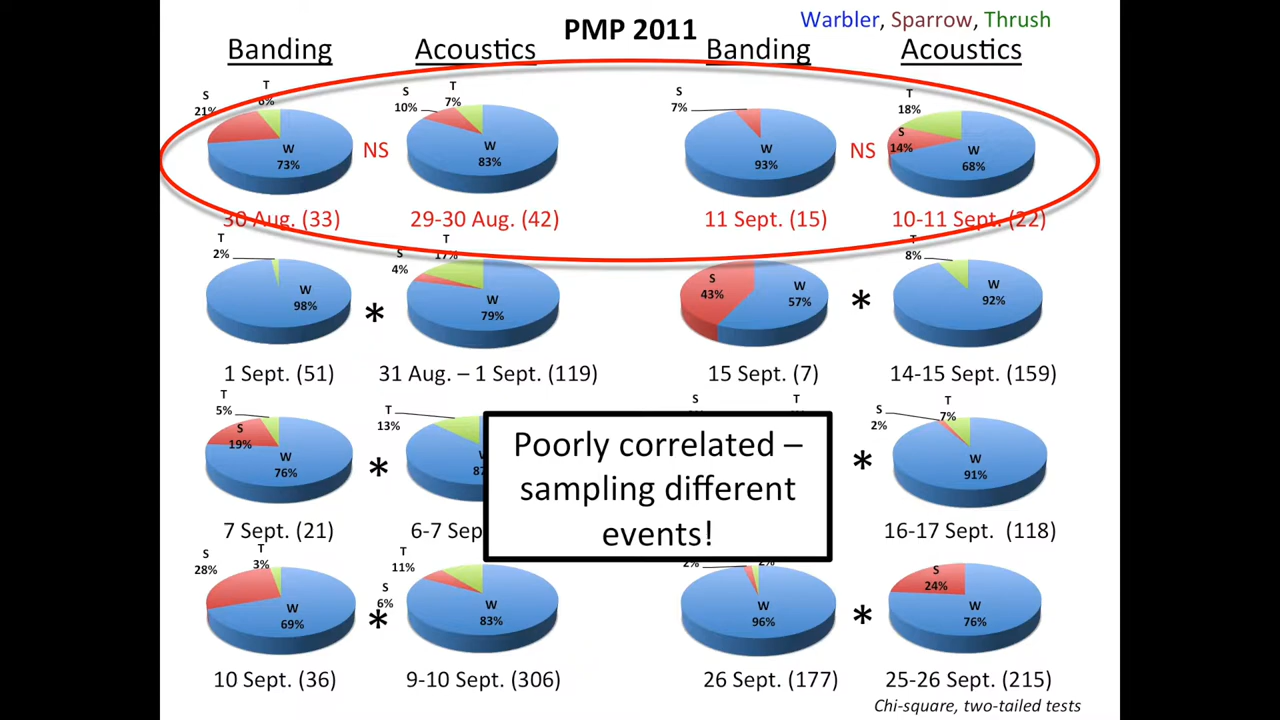 PMP 2011
Warbler, Sparrow, Thrush
Banding Acoustics Banding Acoustics
S 21% T 6% W 73%
NS
S 10% T 7% W 83%
S 7% W 93%
NS
T 18% S 14% W 68%
30 Aug. (33) 29-30 Aug. (42) 11 Sept. (15) 10-11 Sept. (22)
T 2% W 98%
*
S 4% 17% W 79%
S 43% W 57%
*
T 8% W 92%
1 Sept. (51) 31 Aug. – 1 Sept. (119) 15 Sept. (7) 14-15 Sept. (159)
T 5% S 19% W 76%
*
T 13% W
*
S 2% T 7% W 91%
Poorly correlated –
sampling different
events!
7 Sept. (21) 6-7 Sep 16-17 Sept. (118)
S 28% T 3% W 69%
*
T 11% S 6% W 83%
2% 2% W 96%
*
S 24% W 76%
10 Sept. (36) 9-10 Sept. (306) 26 Sept. (177) 25-26 Sept. (215)
Chi-square, two-tailed tests